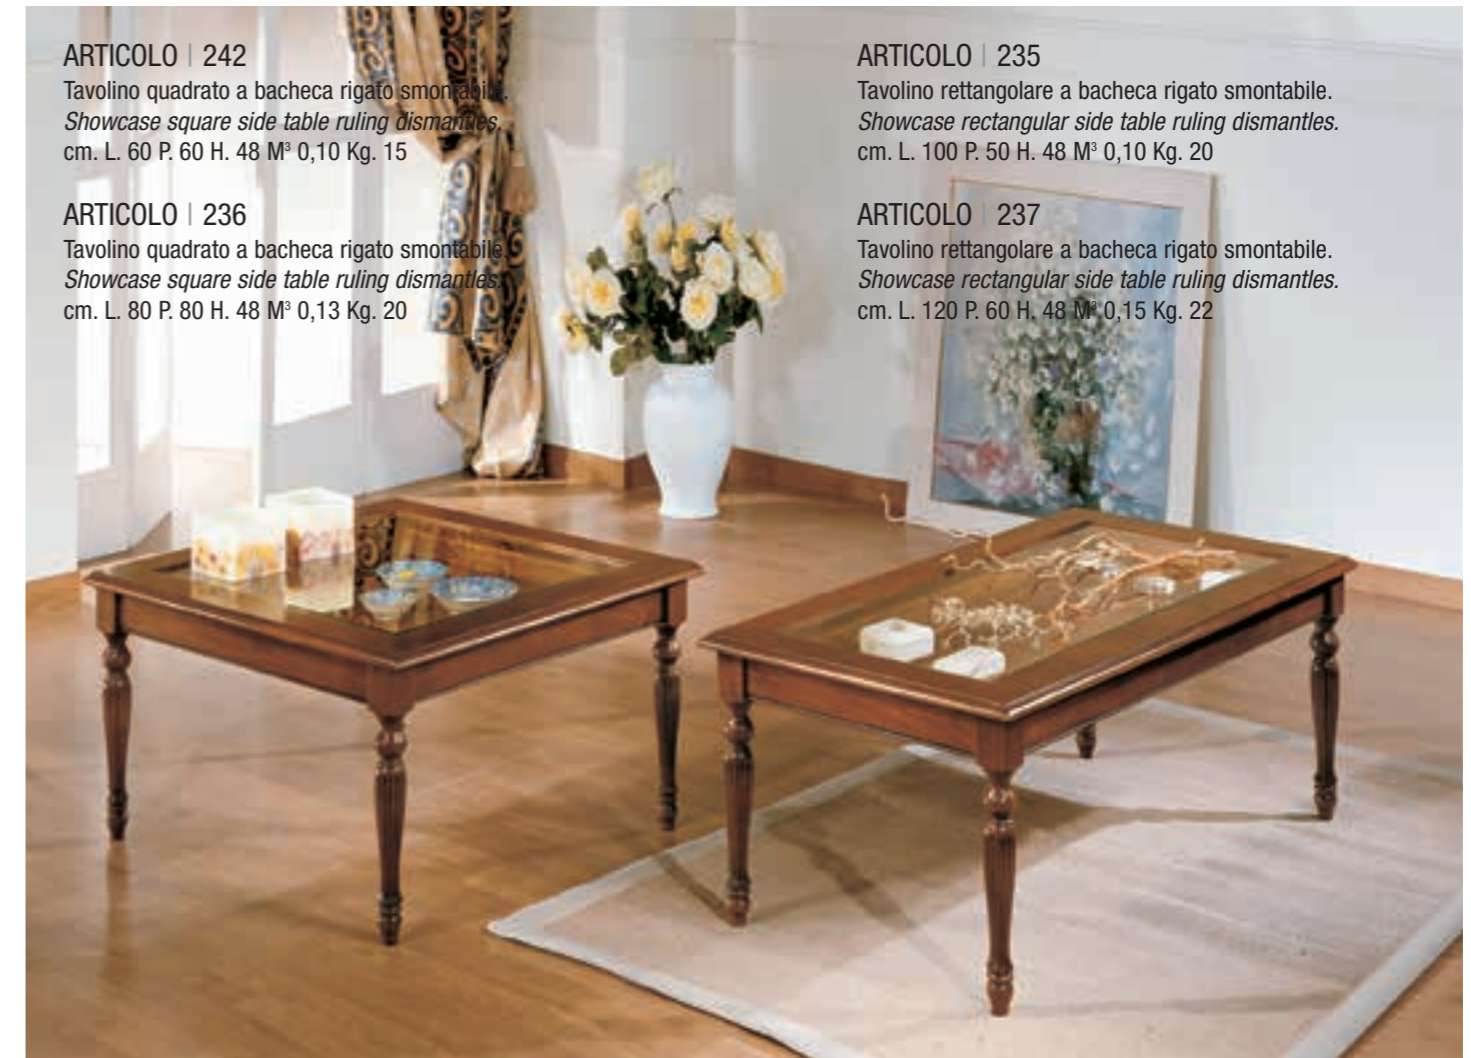 ARTICOLO | 242
Tavolino quadrato a bacheca rigato smontabile.
Showcase square side table ruling dismantles.
cm. L. 60 P. 60 H. 48 M³ 0,10 Kg. 15
ARTICOLO | 236
Tavolino quadrato a bacheca rigato smontabile.
Showcase square side table ruling dismantles.
cm. L. 80 P. 80 H. 48 M³ 0,13 Kg. 20
ARTICOLO | 235
Tavolino rettangolare a bacheca rigato smontabile.
Showcase rectangular side table ruling dismantles.
cm. L. 100 P. 50 H. 48 M³ 0,10 Kg. 20
ARTICOLO | 237
Tavolino rettangolare a bacheca rigato smontabile.
Showcase rectangular side table ruling dismantles.
cm. L. 120 P. 60 H. 48 M³ 0,15 Kg. 22